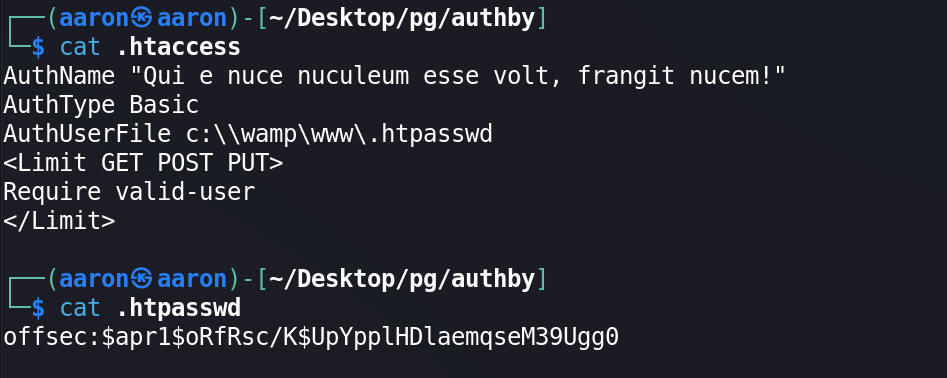 ┌──(aaron㉿aaron)-[~/Desktop/pg/authby]
└─$ cat .htaccess
AuthName "Qui e nuce nuculeum esse volt, frangit nucem!"
AuthType Basic
AuthUserFile c:\\wamp\www\.htpasswd
<Limit GET POST PUT>
Require valid-user
</Limit>
┌──(aaron㉿aaron)-[~/Desktop/pg/authby]
└─$ cat .htpasswd
offsec:$apr1$oRfRsc/K$UpYpplHDlaemqseM39Ugg0